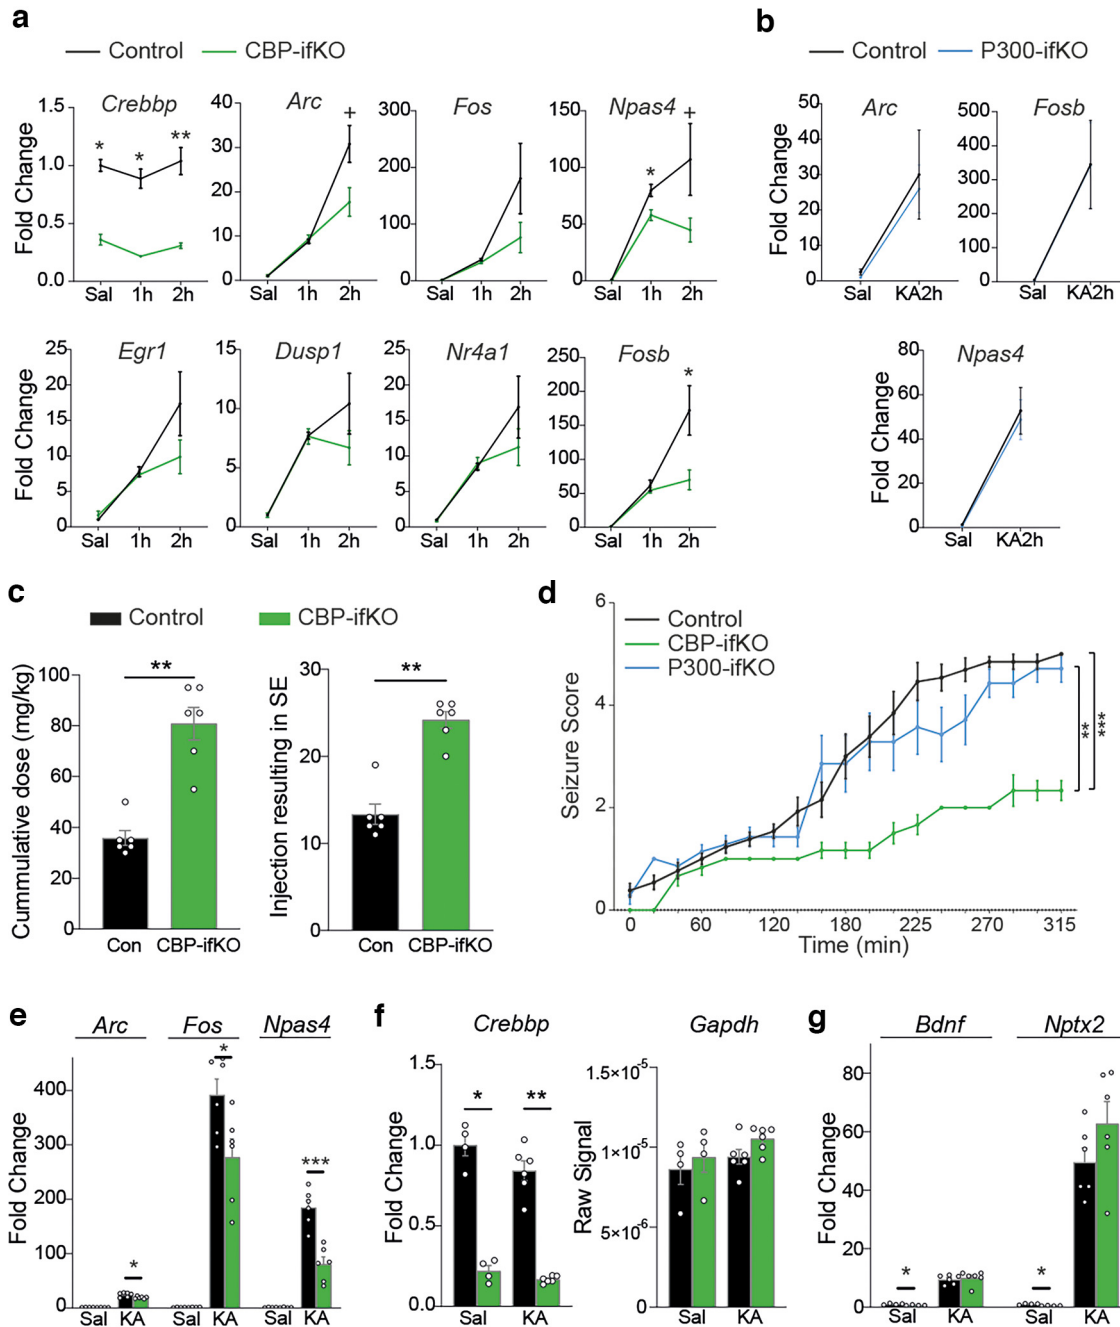 a
Control CBP-ifKO
b
Control P300-ifKO
Crebbp Arc Fos Npas4
Fold Change
1.5 1.0 0.5 0.0
* * **
Sal 1h 2h
40 30 20 10 0
+
Sal 1h 2h
300 200 100 0
Sal 1h 2h
150 100 50 0
* +
Sal 1h 2h
Arc Fosb
Fold Change
50 40 30 20 10 0
Sal KA2h
500 400 300 200 100 0
Sal KA2h
Egr1 Dusp1 Nr4a1 Fosb
Fold Change
25 20 15 10 5 0
Sal 1h 2h
15 10 5 0
Sal 1h 2h
25 20 15 10 5 0
Sal 1h 2h
250 200 150 100 50 0
*
Sal 1h 2h
Npas4
Fold Change
80 60 40 20 0
Sal KA2h
c
Control CBP-ifKO
Cummulative dose (mg/kg)
100 80 60 40 20 0
**
Con CBP-ifKO
Injection resulting in SE
30 20 10 0
**
Con CBP-ifKO
d
Control
CBP-ifKO
P300-ifKO
Seizure Score
6 4 2 0
** ***
0 60 120 180 225 270 315
Time (min)
e
Arc Fos Npas4
Fold Change
400 300 200 100 0
* * ***
Sal KA Sal KA Sal KA
f
Crebbp Gapdh
Fold Change
1.5 1.0 0.5 0.0
* **
Sal KA
Raw Signal
1.5×10-5
1×10-5
5×10-6
0
Sal KA
g
Bdnf Nptx2
Fold Change
80 60 40 20 0
* *
Sal KA Sal KA